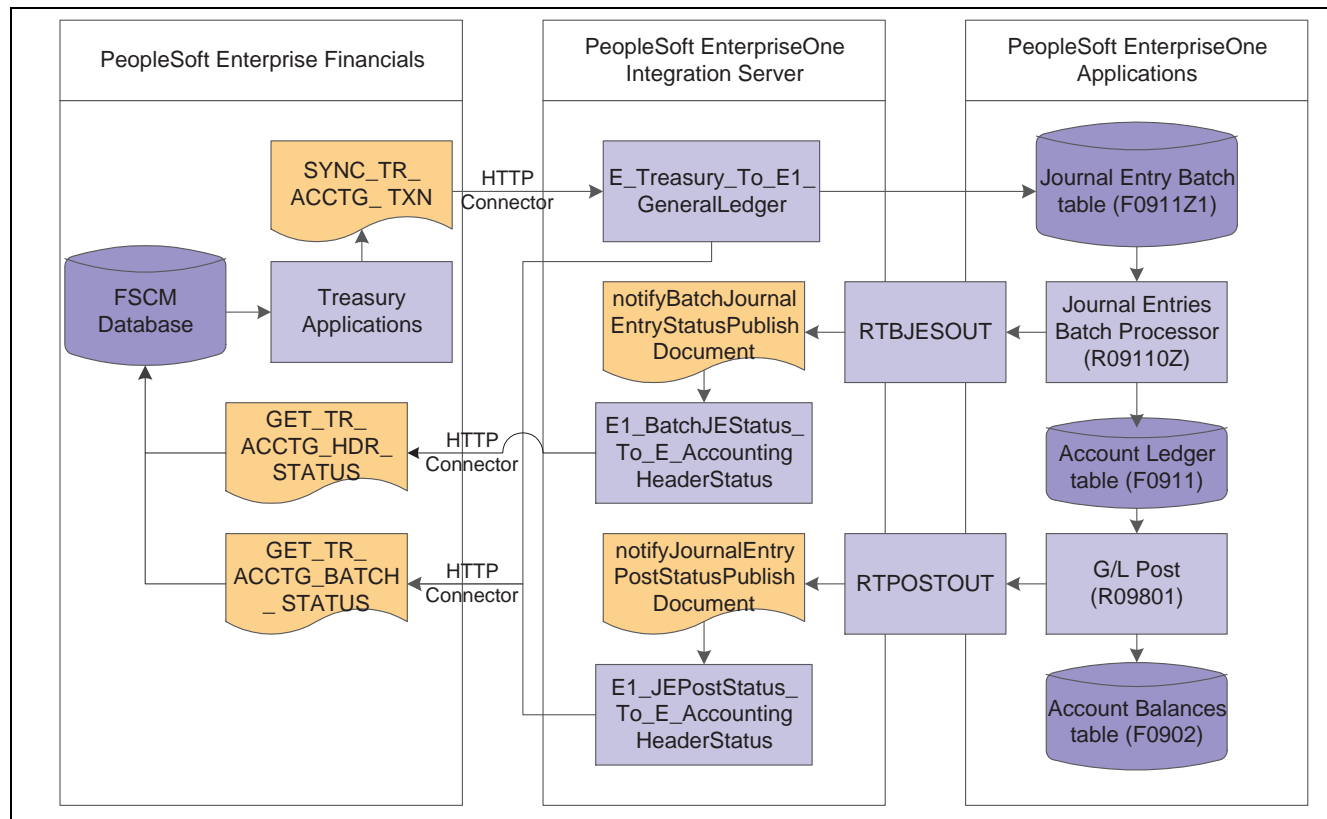 PeopleSoft Enterprise Financials
PeopleSoft EnterpriseOne
Integration Server
PeopleSoft EnterpriseOne
Applications
SYNC_TR_
ACCTG_ TXN
HTTP
Connector
E_Treasury_To_E1_
GeneralLedger
Journal Entry Batch
table (F0911Z1)
FSCM
Database
Treasury
Applications
notifyBatchJournal
EntryStatusPublish
Document
RTBJESOUT
Journal Entries
Batch Processor
(R09110Z)
GET_TR_
ACCTG_HDR_
STATUS
HTTP
Connector
E1_BatchJEStatus_
To_E_Accounting
HeaderStatus
Account Ledger
table (F0911)
GET_TR_
ACCTG_BATCH
_ STATUS
HTTP
Connector
notifyJournalEntry
PostStatusPublish
Document
RTPOSTOUT
G/L Post
(R09801)
E1_JEPostStatus_
To_E_Accounting
HeaderStatus
Account Balances
table (F0902)